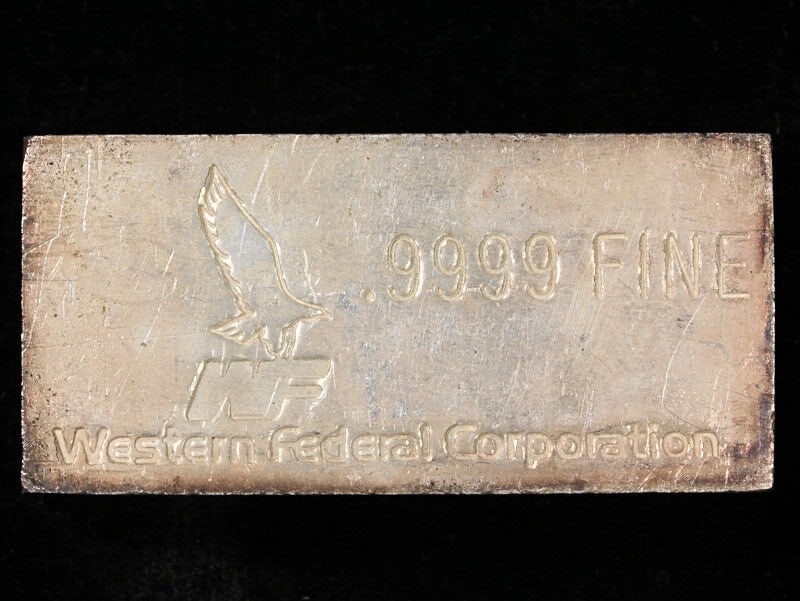 .9999 FINE
WF
Western Federal Corporation